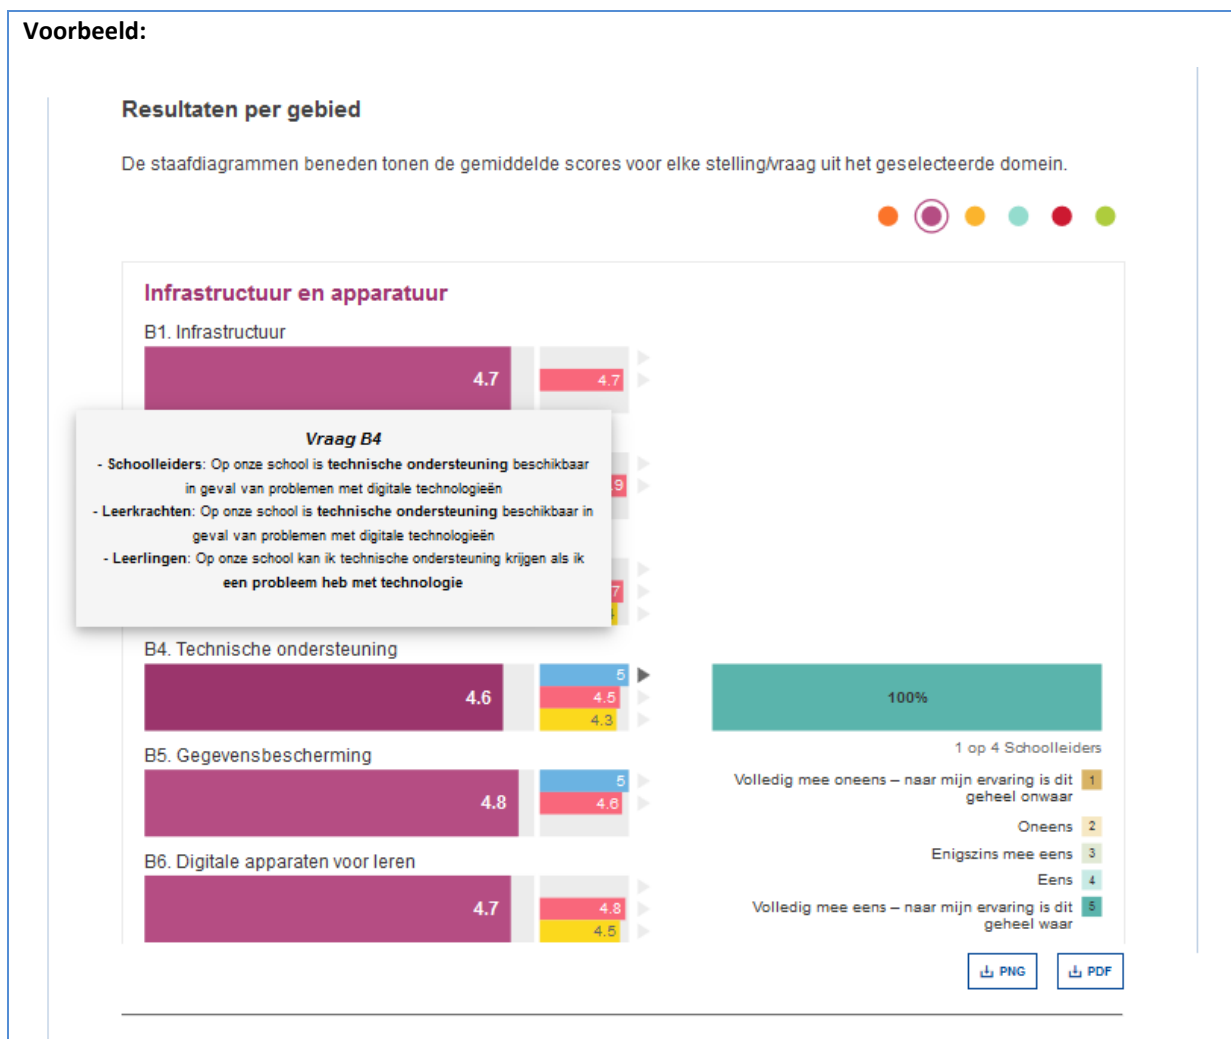 Voorbeeld:
Resultaten per gebied
De staafdiagrammen beneden tonen de gemiddelde scores voor elke stelling/vraag uit het geselecteerde domein.
Infrastructuur en apparatuur
B1. Infrastructuur
4.7
4.7
Vraag B4
- Schoolleiders: Op onze school is technische ondersteuning beschikbaar
in geval van problemen met digitale technologieën
- Leerkrachten: Op onze school is technische ondersteuning beschikbaar in
geval van problemen met digitale technologieën
- Leerlingen: Op onze school kan ik technische ondersteuning krijgen als ik
een probleem heb met technologie
B4. Technische ondersteuning
4.6
5
4.5
4.3
100%
1 op 4 Schoolleiders
B5. Gegevensbescherming
4.8
5
4.6
B6. Digitale apparaten voor leren
4.7
4.8
4.5
Volledig mee oneens – naar mijn ervaring is dit 1
geheel onwaar
Oneens 2
Enigszins mee eens 3
Eens 4
Volledig mee eens – naar mijn ervaring is dit 5
geheel waar
PNG
PDF